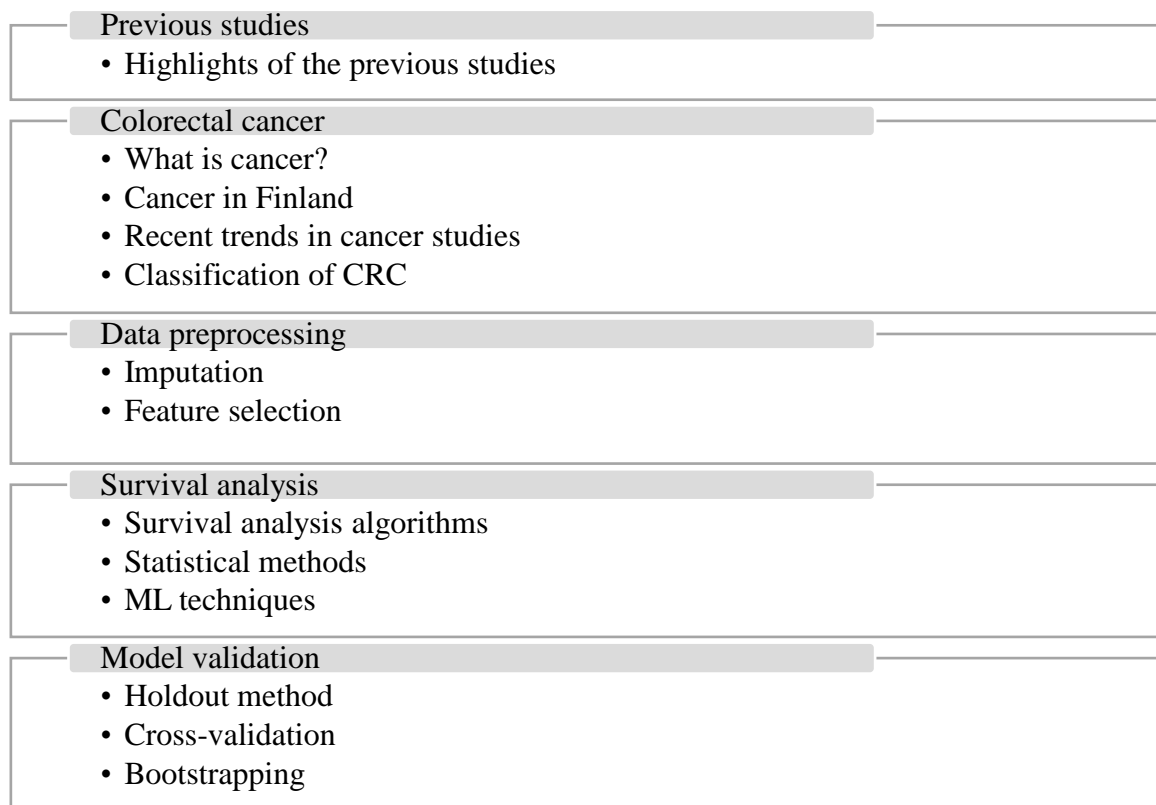 Previous studies
• Highlights of the previous studies
Colorectal cancer
• What is cancer?
• Cancer in Finland
• Recent trends in cancer studies
• Classification of CRC
Data preprocessing
• Imputation
• Feature selection
Survival analysis
• Survival analysis algorithms
• Statistical methods
• ML techniques
Model validation
• Holdout method
• Cross-validation
• Bootstrapping